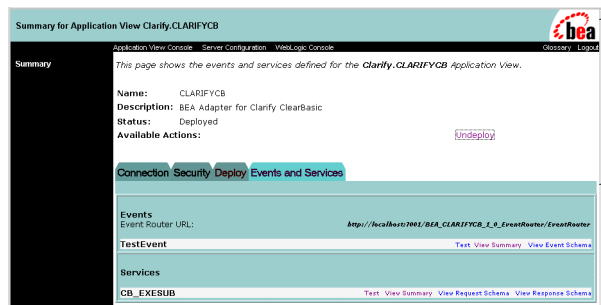 Summary for Application View Clarify.CLARIFYCB
bea
Application View Console Server Configuration WebLogic Console Glossary Logout
Summary
This page shows the events and services defined for the Clarify.CLARIFYCB Application View.
Name: CLARIFYCB
Description: BEA Adapter for Clarify ClearBasic
Status: Deployed
Available Actions: Undeploy
Connection Security Deploy Events and Services
Events
Event Router URL: http://localhost:7001/BEA_CLARIFYCB_1_0_EventRouter/EventRouter
TestEvent Test View Summary View Event Schema
Services
CB_EXESUB Test View Summary View Request Schema View Response Schema